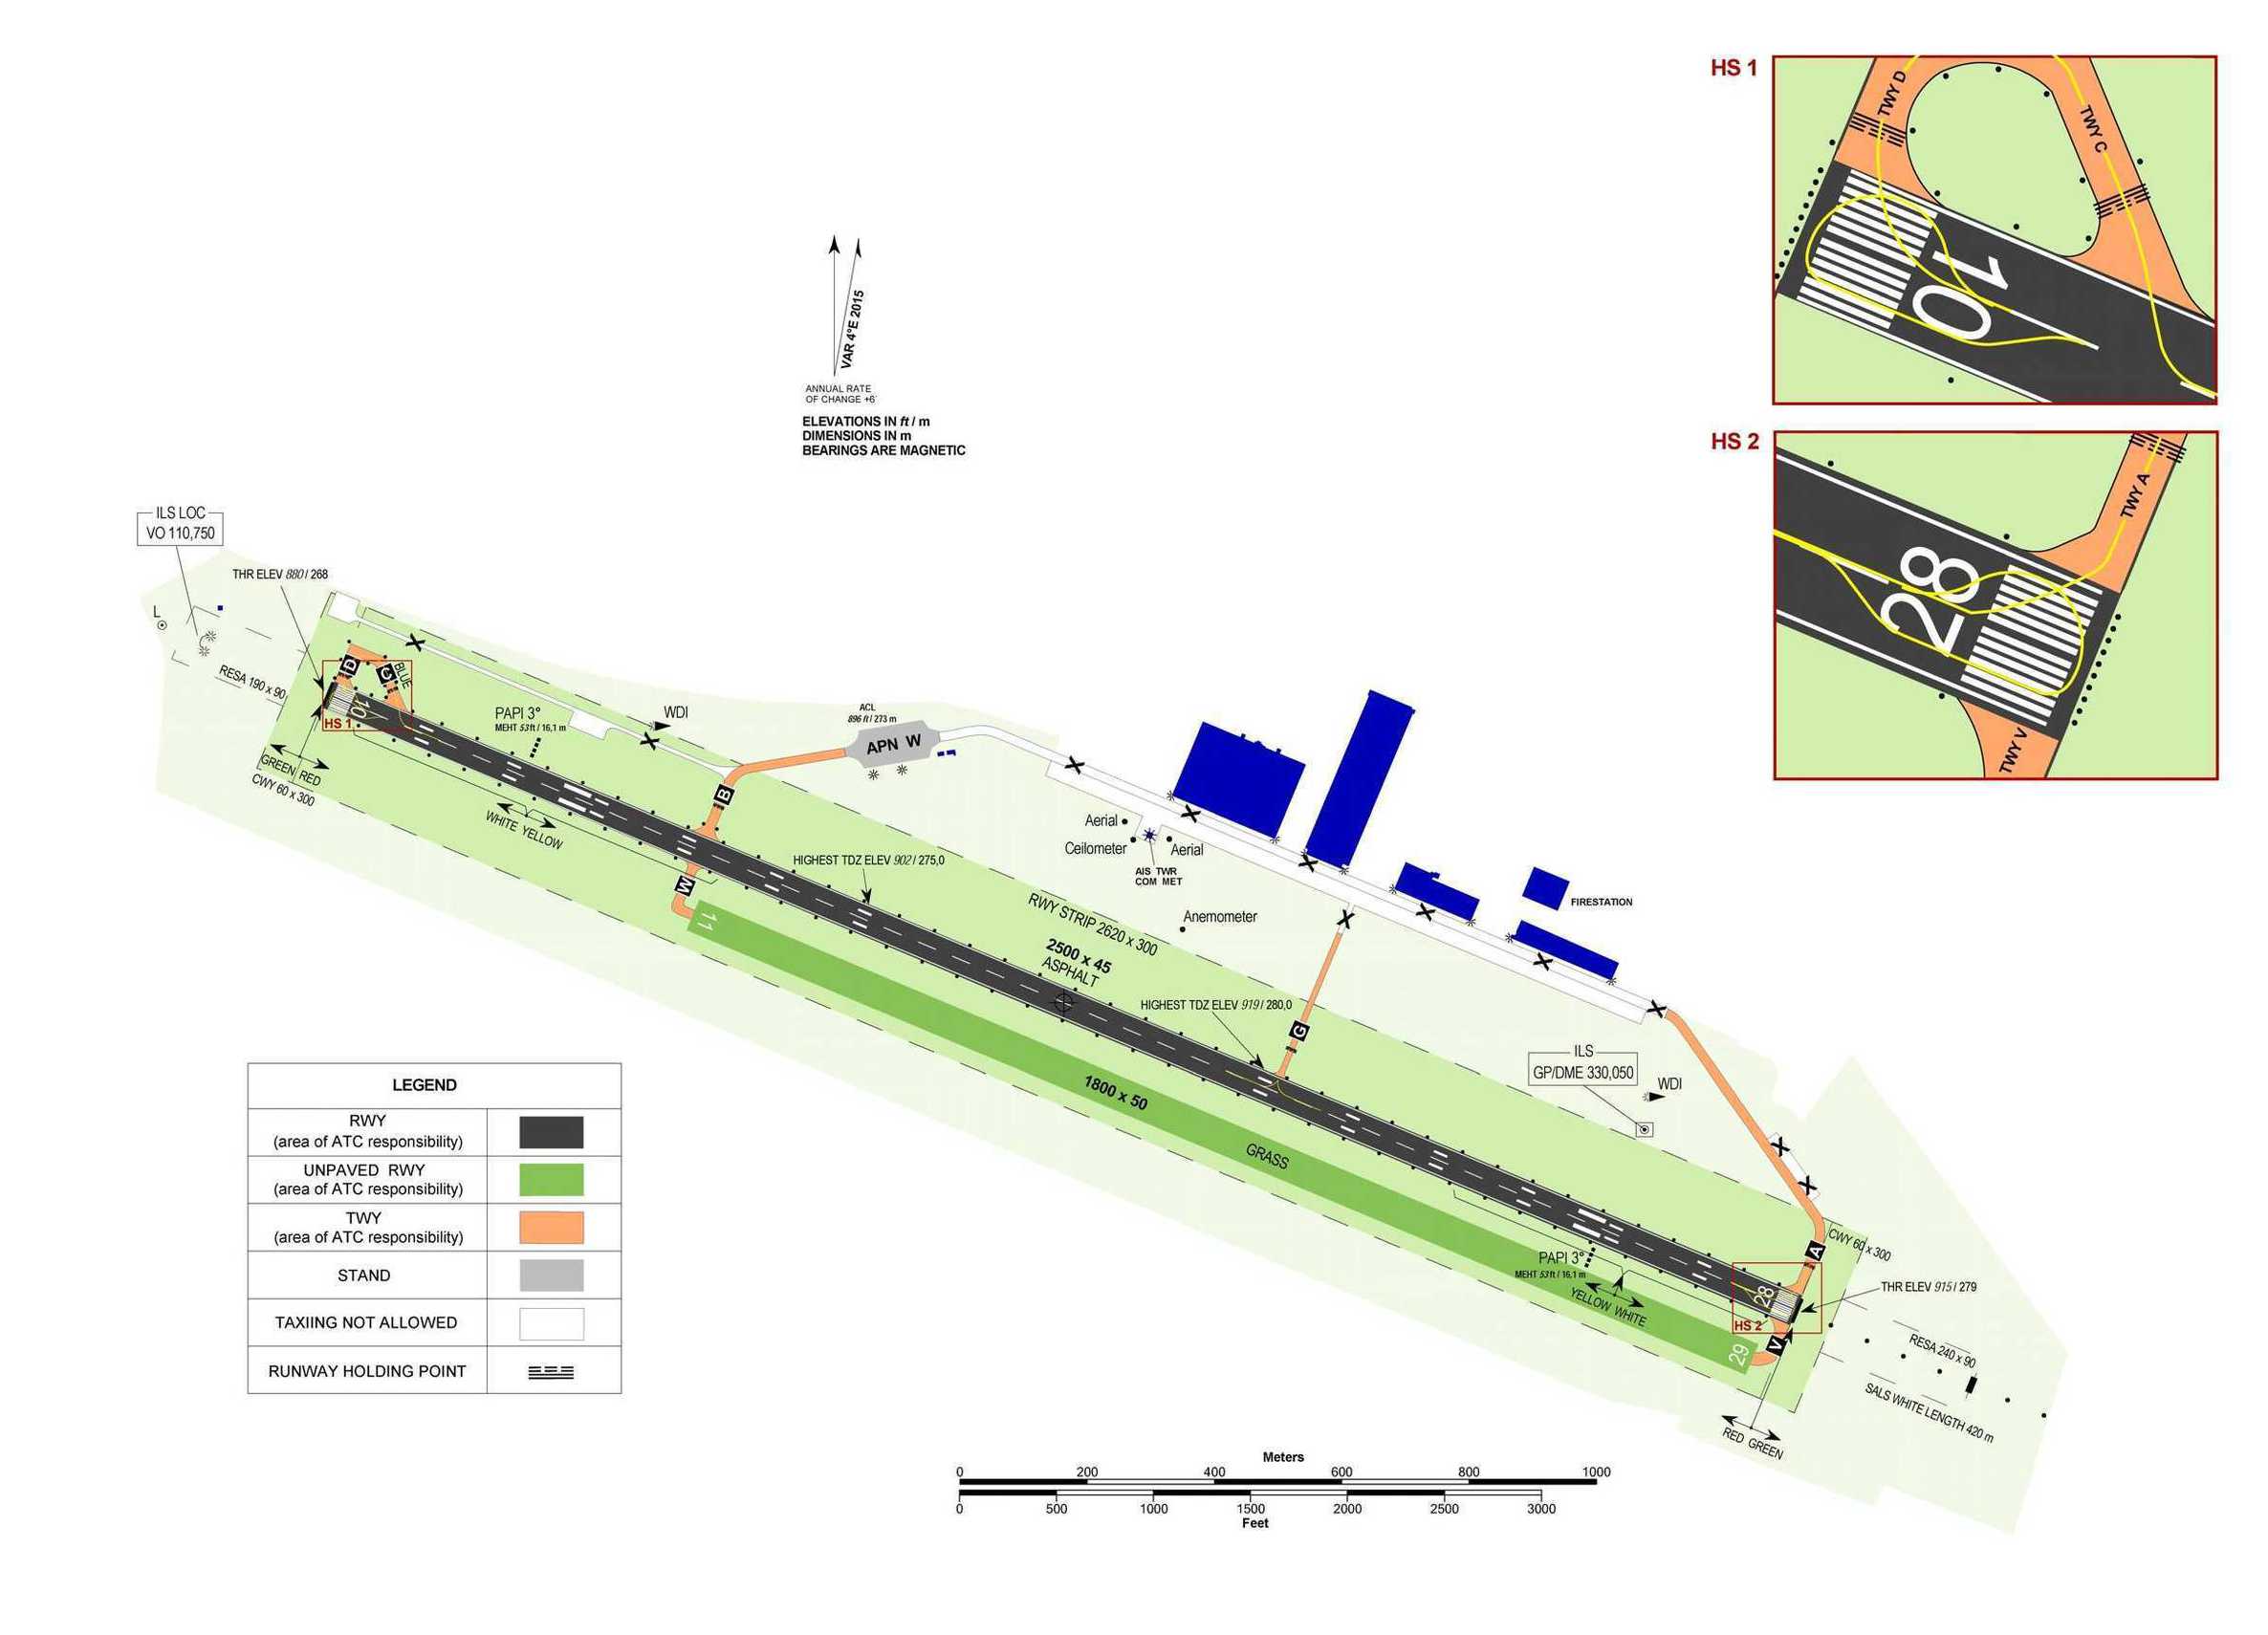 HS 1
TWY D
TWY C
10
HS 2
TWY A
28
TWY V
VAR 4°E 2015
ANNUAL RATE
OF CHANGE +6'
ELEVATIONS IN ft / m
DIMENSIONS IN m
BEARINGS ARE MAGNETIC
ILS LOC
VO 110,750
THR ELEV 880 / 268
L
RESA 190 x 90
D
C
BLUE
10
HS 1
GREEN RED
CWY 60 x 300
PAPI 3°
MEHT 53 ft / 16,1 m
WDI
X
X
WHITE YELLOW
ACL
896 ft / 273 m
APN W
B
W
11
HIGHEST TDZ ELEV 902 / 275,0
X
X
X
X
X
X
X
Aerial
Ceilometer
Aerial
AIS TWR
COM MET
Anemometer
FIRESTATION
RWY STRIP 2620 x 300
2500 x 45
ASPHALT
HIGHEST TDZ ELEV 919 / 280,0
G
1800 x 50
GRASS
ILS
GP/DME 330,050
WDI
X
X
A
CWY 60 x 300
PAPI 3°
MEHT 53 ft / 16,1 m
YELLOW WHITE
28
HS 2
29
V
THR ELEV 915 / 279
RESA 240 x 90
SALS WHITE LENGTH 420 m
RED GREEN
LEGEND
RWY
(area of ATC responsibility)
UNPAVED RWY
(area of ATC responsibility)
TWY
(area of ATC responsibility)
STAND
TAXIING NOT ALLOWED
RUNWAY HOLDING POINT
Meters
0 200 400 600 800 1000
0 500 1000 1500 2000 2500 3000
Feet